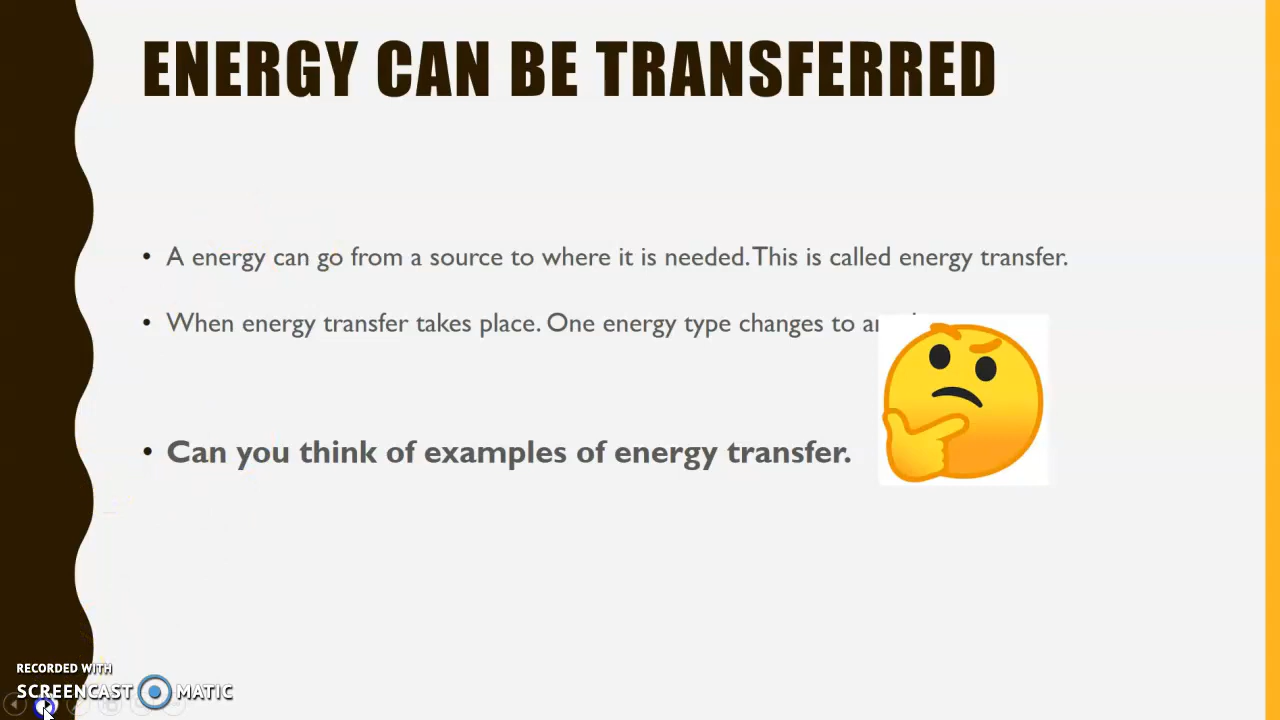 ENERGY CAN BE TRANSFERRED
• A energy can go from a source to where it is needed. This is called energy transfer.
• When energy transfer takes place. One energy type changes to
• Can you think of examples of energy transfer.
RECORDED WITH
SCREENCAST MATIC